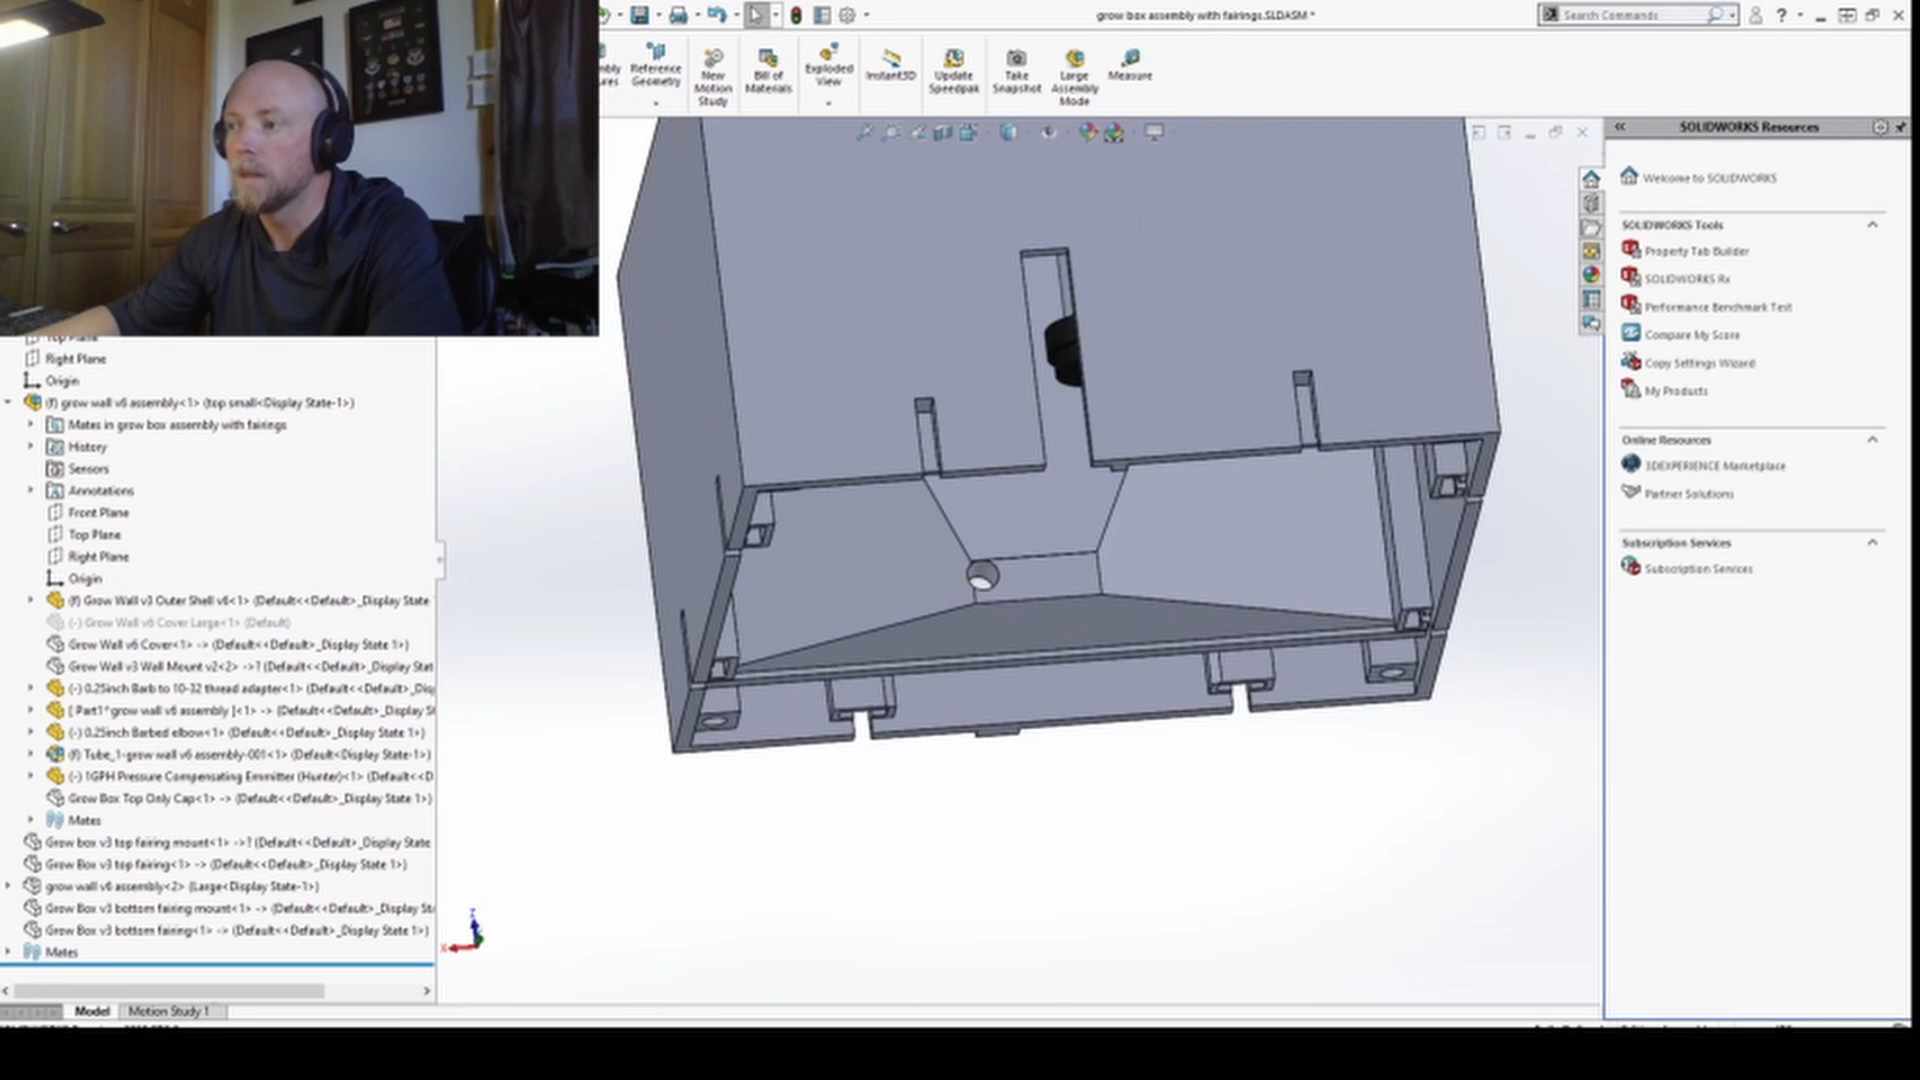 grow box assembly with fairings.SLDASM *
Search Commands
Reference Geometry
New Motion Study
Bill of Materials
Exploded View
Instant3D
Update Speedpak
Take Snapshot
Large Assembly Mode
Measure
SOLIDWORKS Resources
Welcome to SOLIDWORKS
SOLIDWORKS Tools
Property Tab Builder
SOLIDWORKS Rx
Performance Benchmark Test
Compare My Score
Copy Settings Wizard
My Products
Online Resources
3DEXPERIENCE Marketplace
Partner Solutions
Subscription Services
Subscription Services
Top Plane
Right Plane
Origin
(f) grow wall v6 assembly<1> (top small<Display State-1>)
Mates in grow box assembly with fairings
History
Sensors
Annotations
Front Plane
Top Plane
Right Plane
Origin
(f) Grow Wall v3 Outer Shell v6<1> (Default<<Default>_Display State
(-) Grow Wall v6 Cover Large<1> (Default)
Grow Wall v6 Cover<1> -> (Default<<Default>_Display State 1>)
Grow Wall v3 Wall Mount v2<2> ->? (Default<<Default>_Display Stat
(-) 0.25inch Barb to 10-32 thread adapter<1> (Default<<Default>_Dis
[ Part1^grow wall v6 assembly ]<1> -> (Default<<Default>_Display S
(-) 0.25inch Barbed elbow<1> (Default<<Default>_Display State 1>)
(f) Tube_1-grow wall v6 assembly-001<1> (Default<Display State-1>)
(-) 1GPH Pressure Compensating Emmitter (Hunter)<1> (Default<<D
Grow Box Top Only Cap<1> -> (Default<<Default>_Display State 1>)
Mates
Grow box v3 top fairing mount<1> ->? (Default<<Default>_Display State
Grow Box v3 top fairing<1> -> (Default<<Default>_Display State 1>)
grow wall v6 assembly<2> (Large<Display State-1>)
Grow Box v3 bottom fairing mount<1> -> (Default<<Default>_Display St
Grow Box v3 bottom fairing<1> -> (Default<<Default>_Display State 1>)
Mates
Model
Motion Study 1